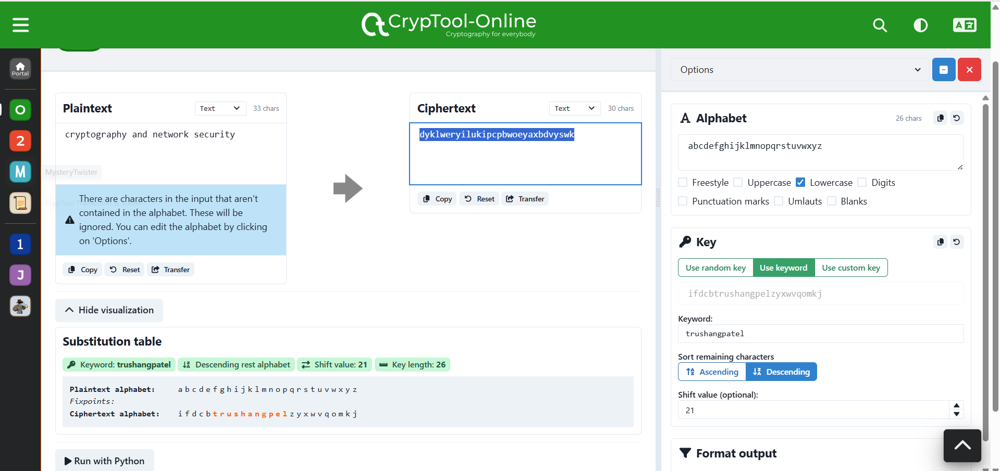 CrypTool-Online
Cryptography for everybody
A
Portal
O
2
M
MysteryTwister
1
J
Plaintext
Text
33 chars
cryptography and network security
There are characters in the input that aren't
contained in the alphabet. These will be
ignored. You can edit the alphabet by clicking
on 'Options'.
Copy Reset Transfer
Ciphertext
Text
30 chars
dyklweryilukipcpbwoeyaxbdvyswk
Copy Reset Transfer
Hide visualization
Substitution table
Keyword: trushangpatel Descending rest alphabet Shift value: 21 Key length: 26
Plaintext alphabet: a b c d e f g h i j k l m n o p q r s t u v w x y z
Fixpoints:
Ciphertext alphabet: i f d c b t r u s h a n g p e l z y x w v q o m k j
Run with Python
Options
Alphabet
26 chars
abcdefghijklmnopqrstuvwxyz
Freestyle Uppercase Lowercase Digits
Punctuation marks Umlauts Blanks
Key
Use random key Use keyword Use custom key
ifdcbtrushangpelzyxwvqomkj
Keyword:
trushangpatel
Sort remaining characters
Ascending Descending
Shift value (optional):
21
Format output